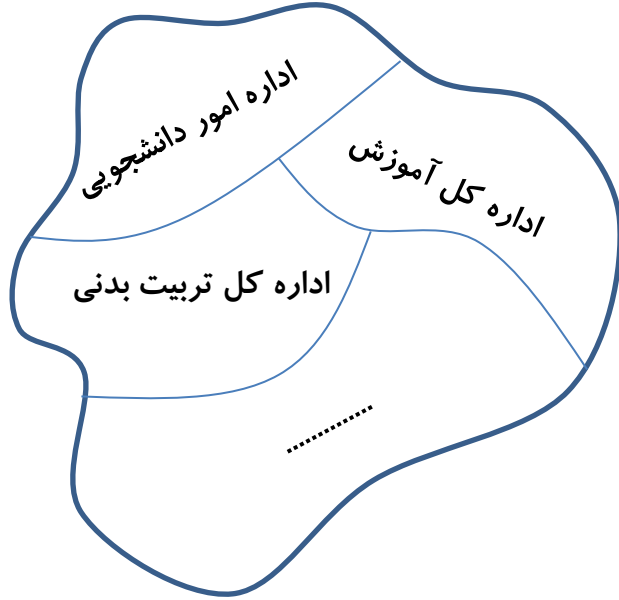 اداره امور دانشجویی
اداره کل آموزش
اداره کل تربیت بدنی
...............